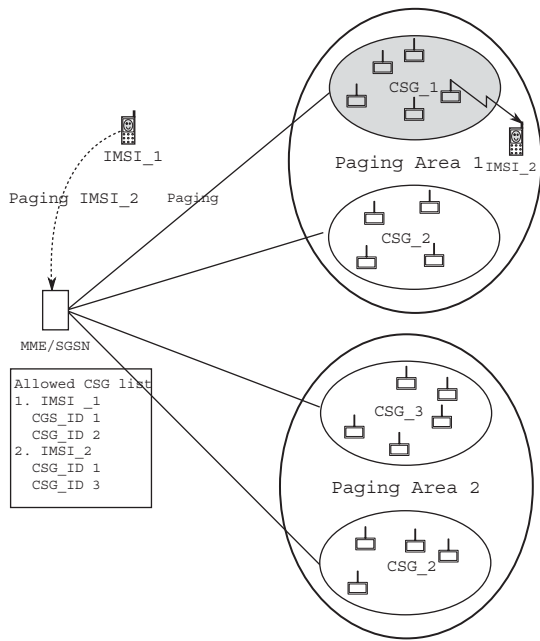 CSG_1
IMSI_1
Paging Area 1
IMSI_2
Paging IMSI_2
Paging
CSG_2
MME/SGSN
Allowed CSG list
1. IMSI _1
CGS_ID 1
CSG_ID 2
2. IMSI_2
CSG_ID 1
CSG_ID 3
CSG_3
Paging Area 2
CSG_2